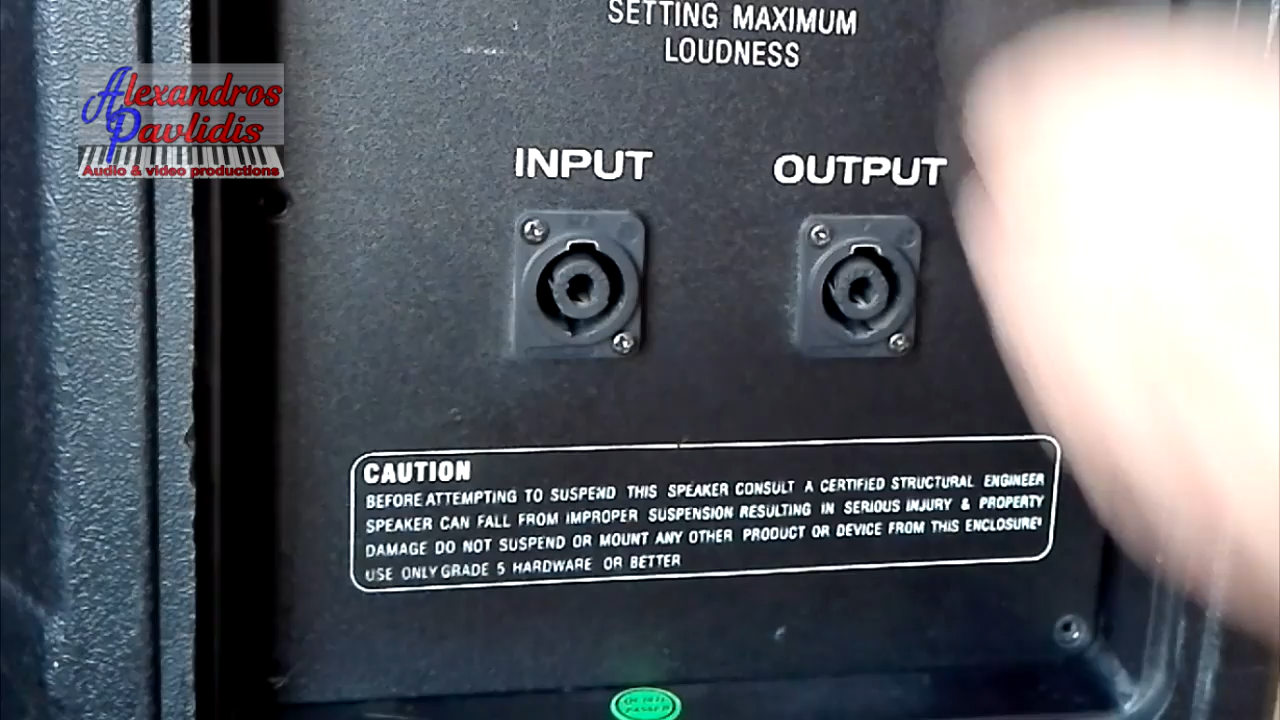 SETTING MAXIMUM
LOUDNESS
Alexandros
Pavlidis
Audio & video productions
INPUT
OUTPUT
CAUTION
BEFORE ATTEMPTING TO SUSPEND THIS SPEAKER CONSULT A CERTIFIED STRUCTURAL ENGINEER
SPEAKER CAN FALL FROM IMPROPER SUSPENSION RESULTING IN SERIOUS INJURY & PROPERTY
DAMAGE DO NOT SUSPEND OR MOUNT ANY OTHER PRODUCT OR DEVICE FROM THIS ENCLOSURE
USE ONLY GRADE 5 HARDWARE OR BETTER